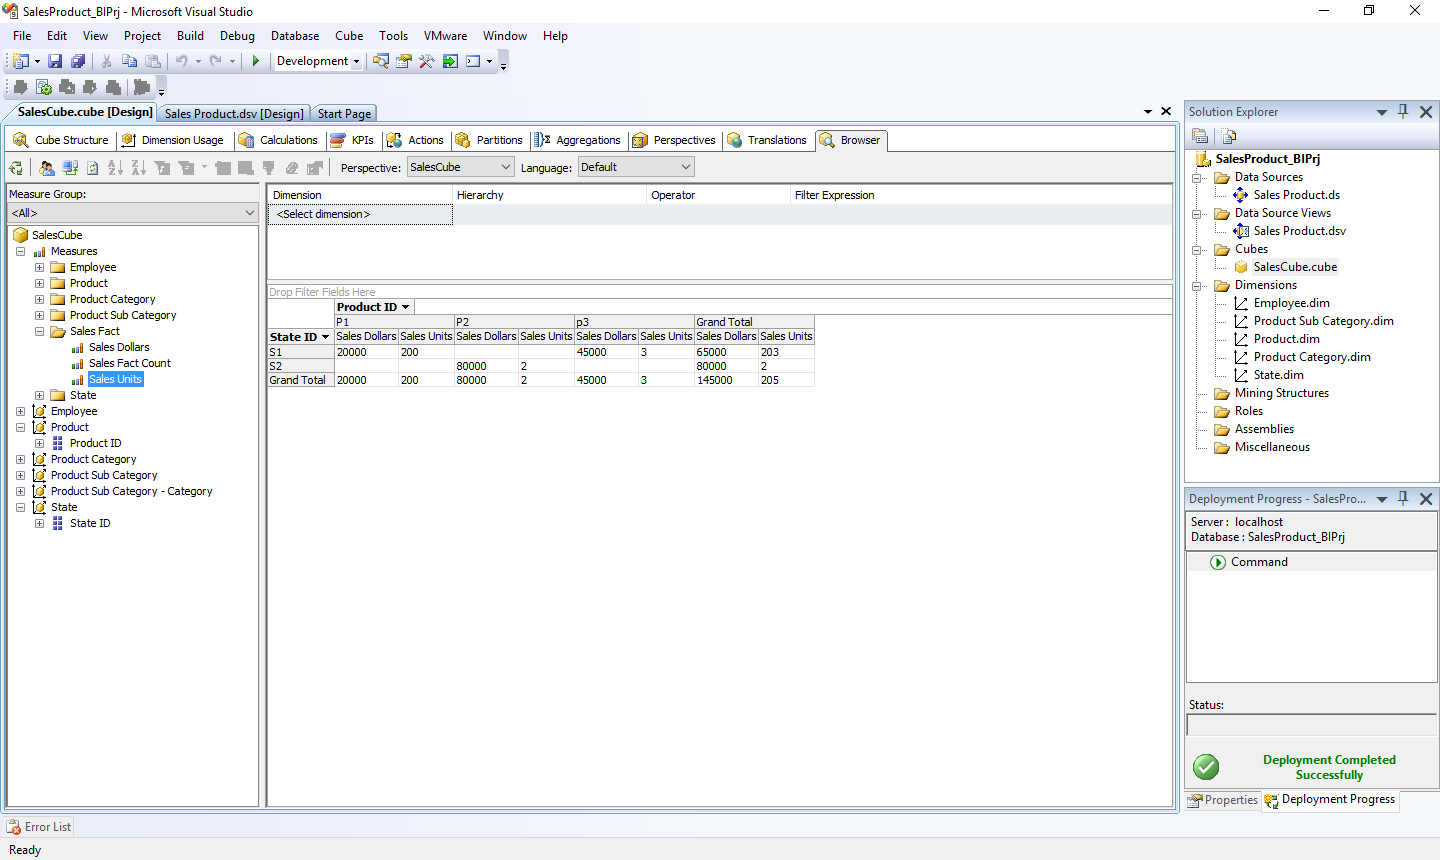 SalesProduct_BIPrj - Microsoft Visual Studio
File Edit View Project Build Debug Database Cube Tools VMware Window Help
Development
SalesCube.cube [Design] Sales Product.dsv [Design] Start Page
Cube Structure Dimension Usage Calculations KPIs Actions Partitions Aggregations Perspectives Translations Browser
Perspective: SalesCube Language: Default
Measure Group:
<All>
SalesCube
Measures
Employee
Product
Product Category
Product Sub Category
Sales Fact
Sales Dollars
Sales Fact Count
Sales Units
State
Employee
Product
Product ID
Product Category
Product Sub Category
Product Sub Category - Category
State
State ID
Dimension Hierarchy Operator Filter Expression
<Select dimension>
Drop Filter Fields Here
Product ID
P1 P2 p3 Grand Total
State ID Sales Dollars Sales Units Sales Dollars Sales Units Sales Dollars Sales Units Sales Dollars Sales Units
S1 20000 200 45000 3 65000 203
S2 80000 2 80000 2
Grand Total 20000 200 80000 2 45000 3 145000 205
Solution Explorer
SalesProduct_BIPrj
Data Sources
Sales Product.ds
Data Source Views
Sales Product.dsv
Cubes
SalesCube.cube
Dimensions
Employee.dim
Product Sub Category.dim
Product.dim
Product Category.dim
State.dim
Mining Structures
Roles
Assemblies
Miscellaneous
Deployment Progress - SalesPro...
Server : localhost
Database : SalesProduct_BIPrj
Command
Status:
Deployment Completed
Successfully
Properties Deployment Progress
Error List
Ready